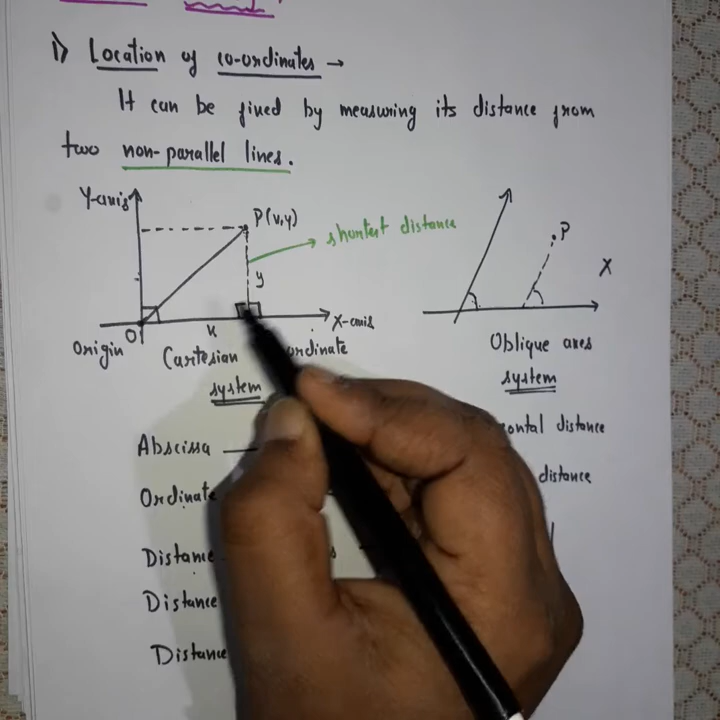 i) Location of co-ordinates →
It can be fixed by measuring its distance from
two non-parallel lines.
Y-axis
P(x,y)
shortest distance
P
y
X
O
x
X-axis
Origin
Cartesian ordinate
system
Oblique axes
system
Abscissa
ontal distance
Ordinate
distance
Distance
Distance
Distance